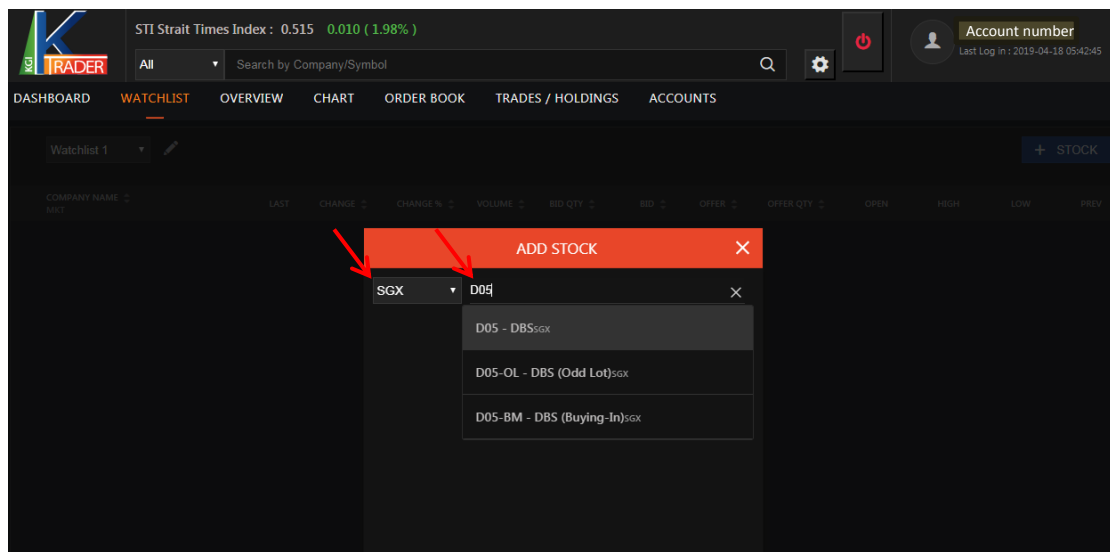 STI Strait Times Index : 0.515 0.010 ( 1.98% )
KGI TRADER
All Search by Company/Symbol
Account number
Last Log in : 2019-04-18 05:42:45
DASHBOARD WATCHLIST OVERVIEW CHART ORDER BOOK TRADES / HOLDINGS ACCOUNTS
Watchlist 1 + STOCK
COMPANY NAME LAST CHANGE CHANGE % VOLUME BID QTY BID OFFER OFFER QTY OPEN HIGH LOW PREV
MKT
ADD STOCK
SGX D05
D05 - DBSSGX
D05-OL - DBS (Odd Lot)SGX
D05-BM - DBS (Buying-In)SGX